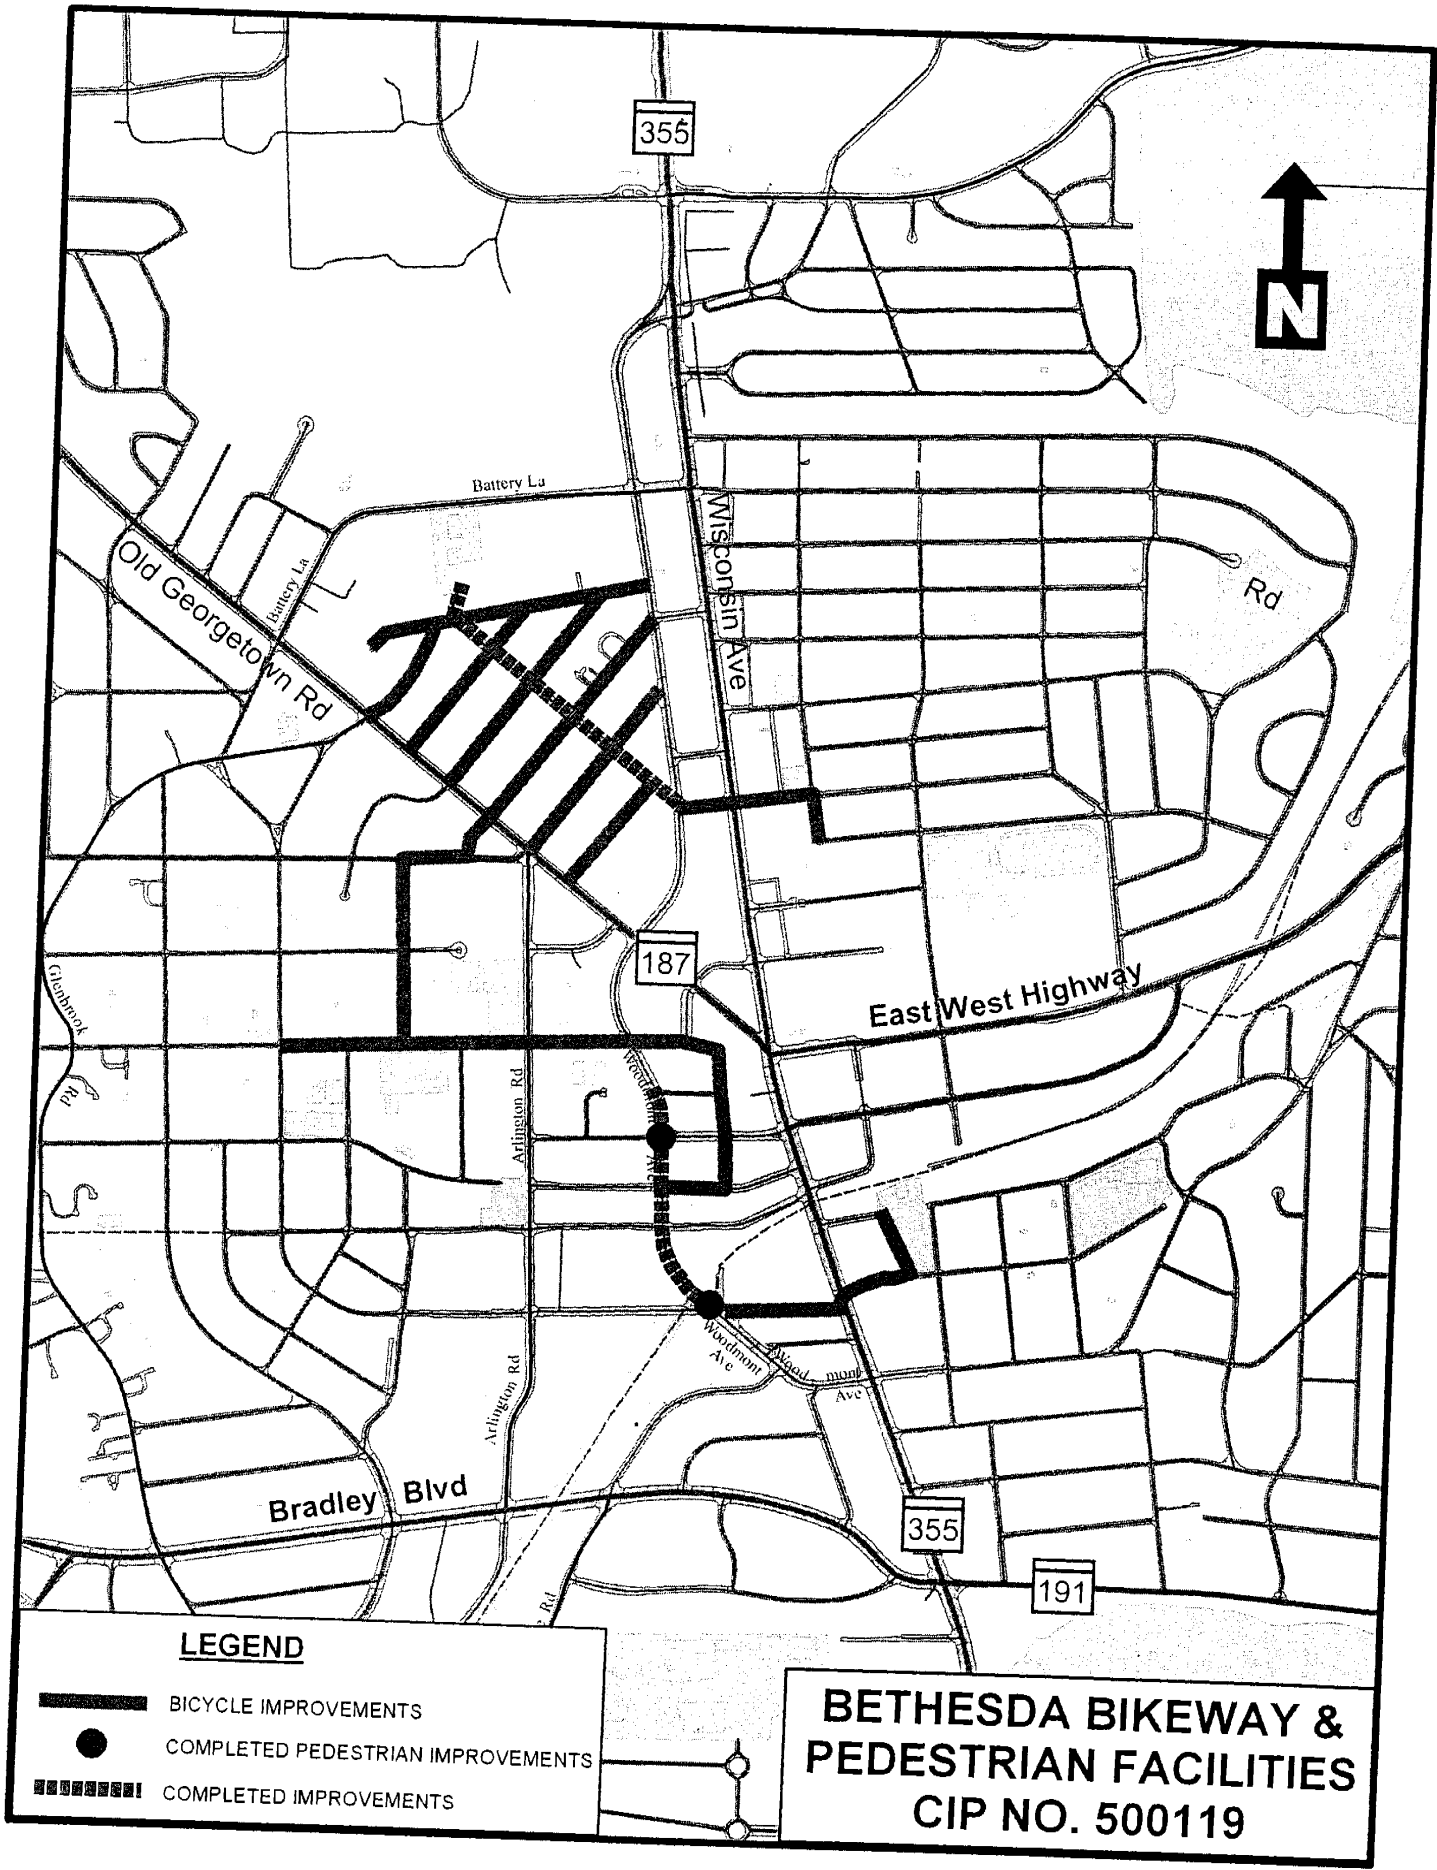 355
N
Battery La
Wisconsin Ave
Old Georgetown Rd
Battery La
Rd
187
East West Highway
Glenbrook
Rd
Arlington Rd
Woodmont Ave
Woodmont
Ave
Wood
mont
Ave
Arlington Rd
Bradley Blvd
355
191
Rd
LEGEND
BICYCLE IMPROVEMENTS
COMPLETED PEDESTRIAN IMPROVEMENTS
COMPLETED IMPROVEMENTS
BETHESDA BIKEWAY &
PEDESTRIAN FACILITIES
CIP NO. 500119